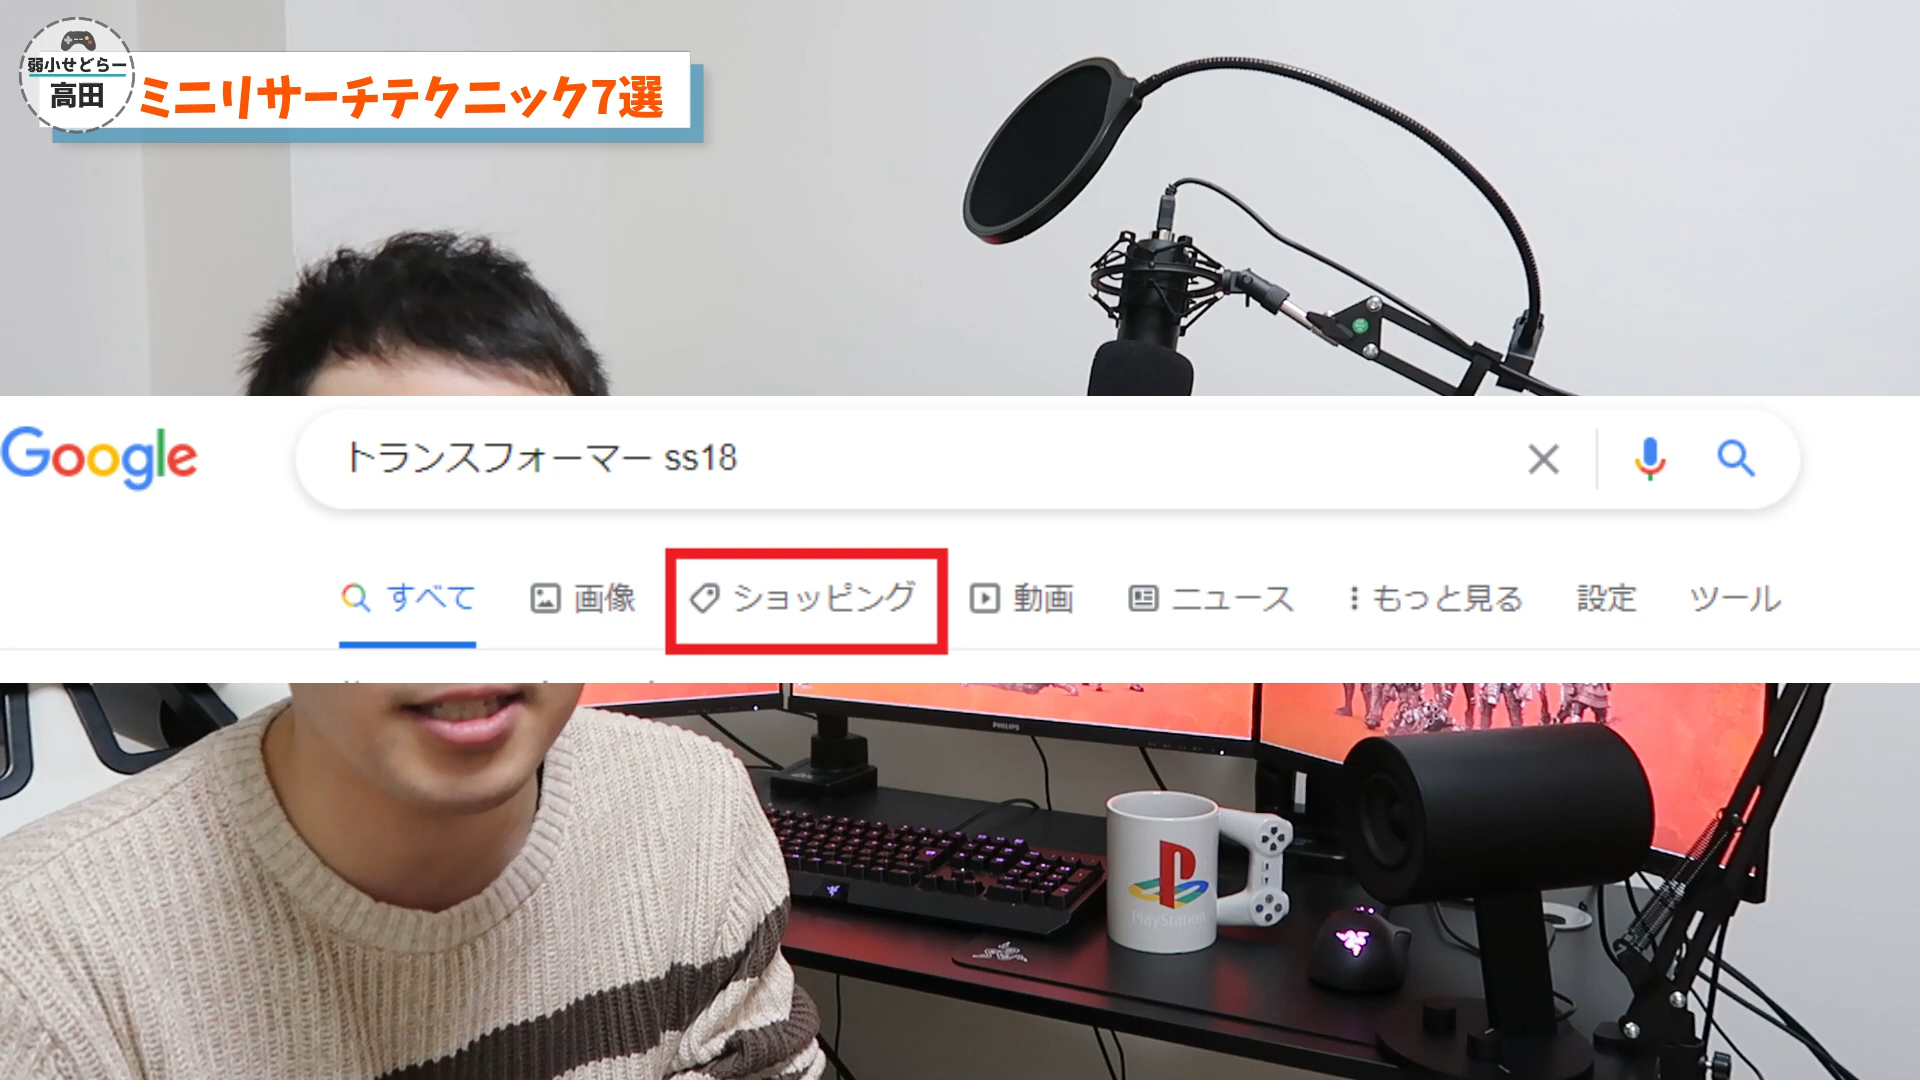 弱小せどらー
高田
ミニリサーチテクニック7選
Google
トランスフォーマー ss18
すべて
画像
ショッピング
動画
ニュース
もっと見る
設定
ツール
PHILIPS
PlayStation